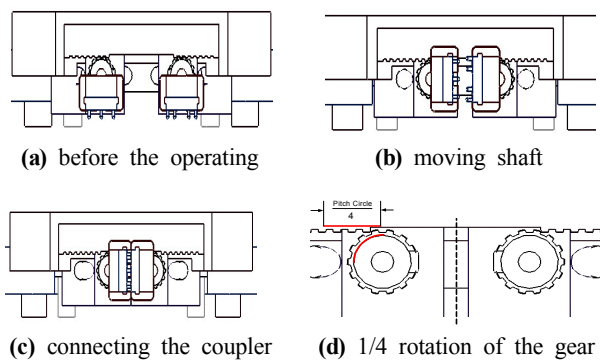 (a) before the operating
(b) moving shaft
Pitch Circle
4
(c) connecting the coupler
(d) 1/4 rotation of the gear